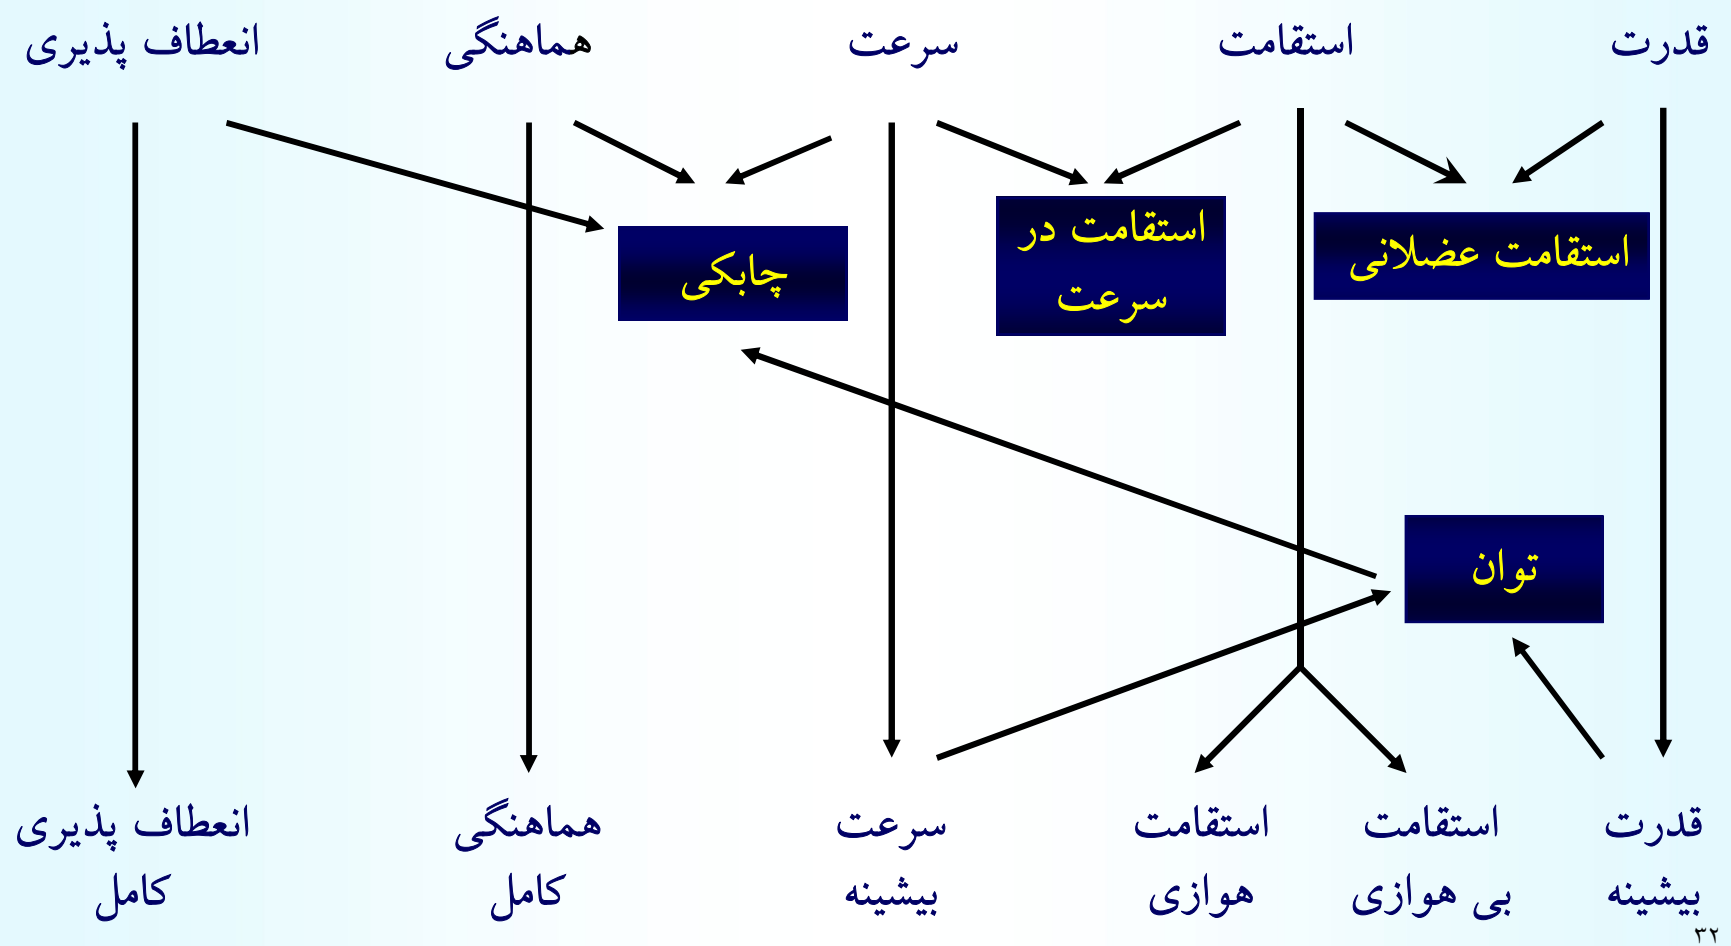 قدرت
استقامت
سرعت
هماهنگی
انعطاف پذیری
استقامت عضلانی
استقامت در
سرعت
چابکی
توان
قدرت
بیشینه
استقامت
بی هوازی
استقامت
هوازی
سرعت
بیشینه
هماهنگی
کامل
انعطاف پذیری
کامل
۳۲